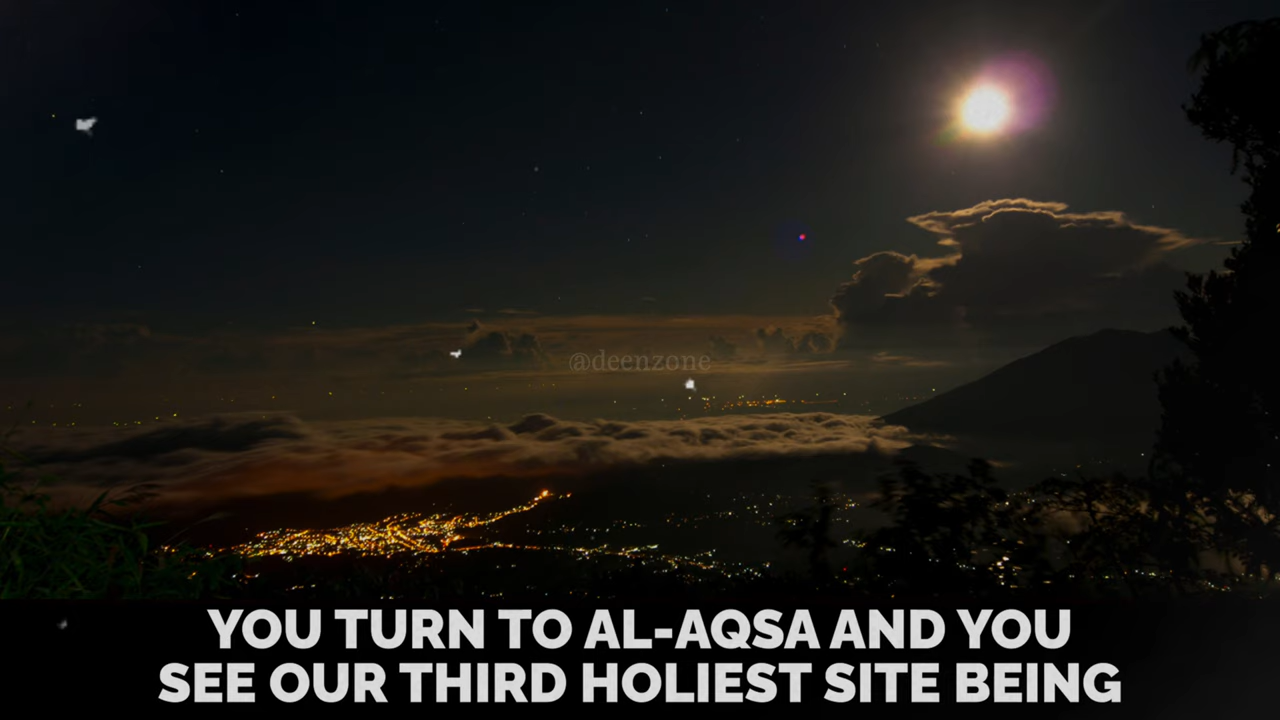 @deenzone
YOU TURN TO AL-AQSA AND YOU
SEE OUR THIRD HOLIEST SITE BEING